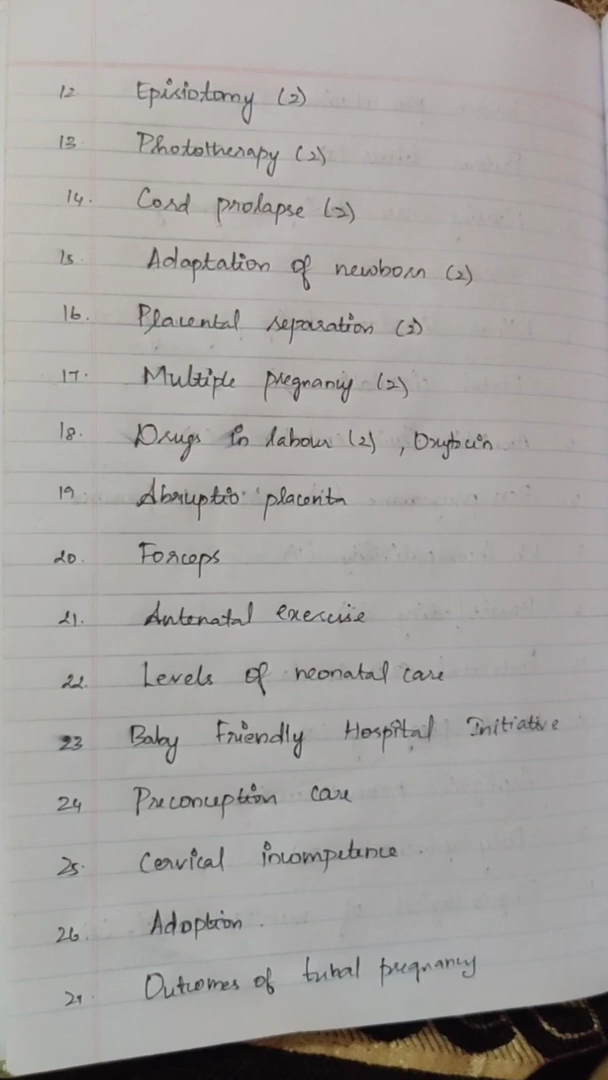 12 Episiotomy (2)
13. Phototherapy (2)
14. Cord prolapse (2)
15. Adaptation of newborn (2)
16. Placental separation (2)
17. Multiple pregnancy (2)
18. Drugs in labour (2), Oxytocin
19 Abruptio placenta
20. Forceps
21. Antenatal exercise
22. Levels of neonatal care
23 Baby Friendly Hospital Initiative
24 Preconception care
25. Cervical incompetence
26. Adoption.
27. Outcomes of tubal pregnancy